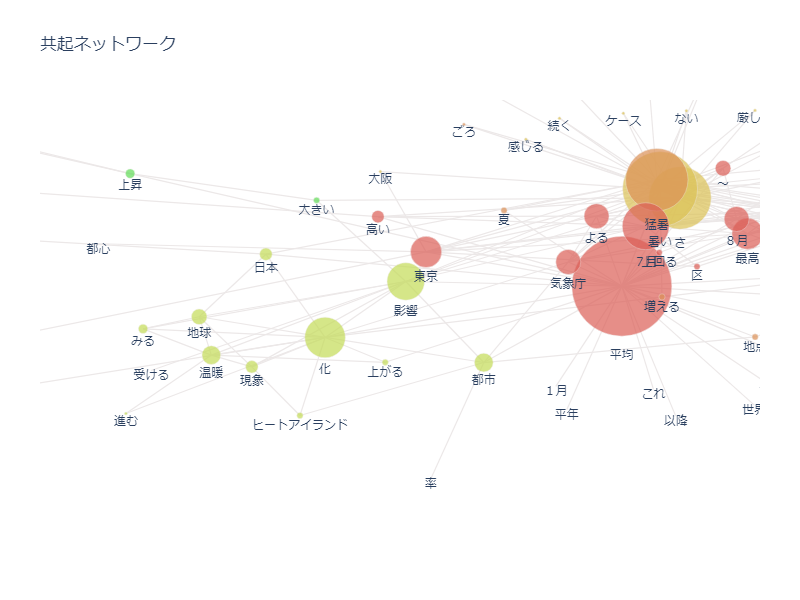 共起ネットワーク
ごろ
続く
ケース
ない
厳し
感じる
大阪
上昇
大きい
高い
夏
～
都心
日本
東京
よる
猛暑
暑いさ
8月
最高
気象庁
上回る
区
影響
増える
みる
地球
受ける
温暖
現象
化
上がる
都市
平均
地点
1月
これ
平年
以降
世界
進む
ヒートアイランド
率